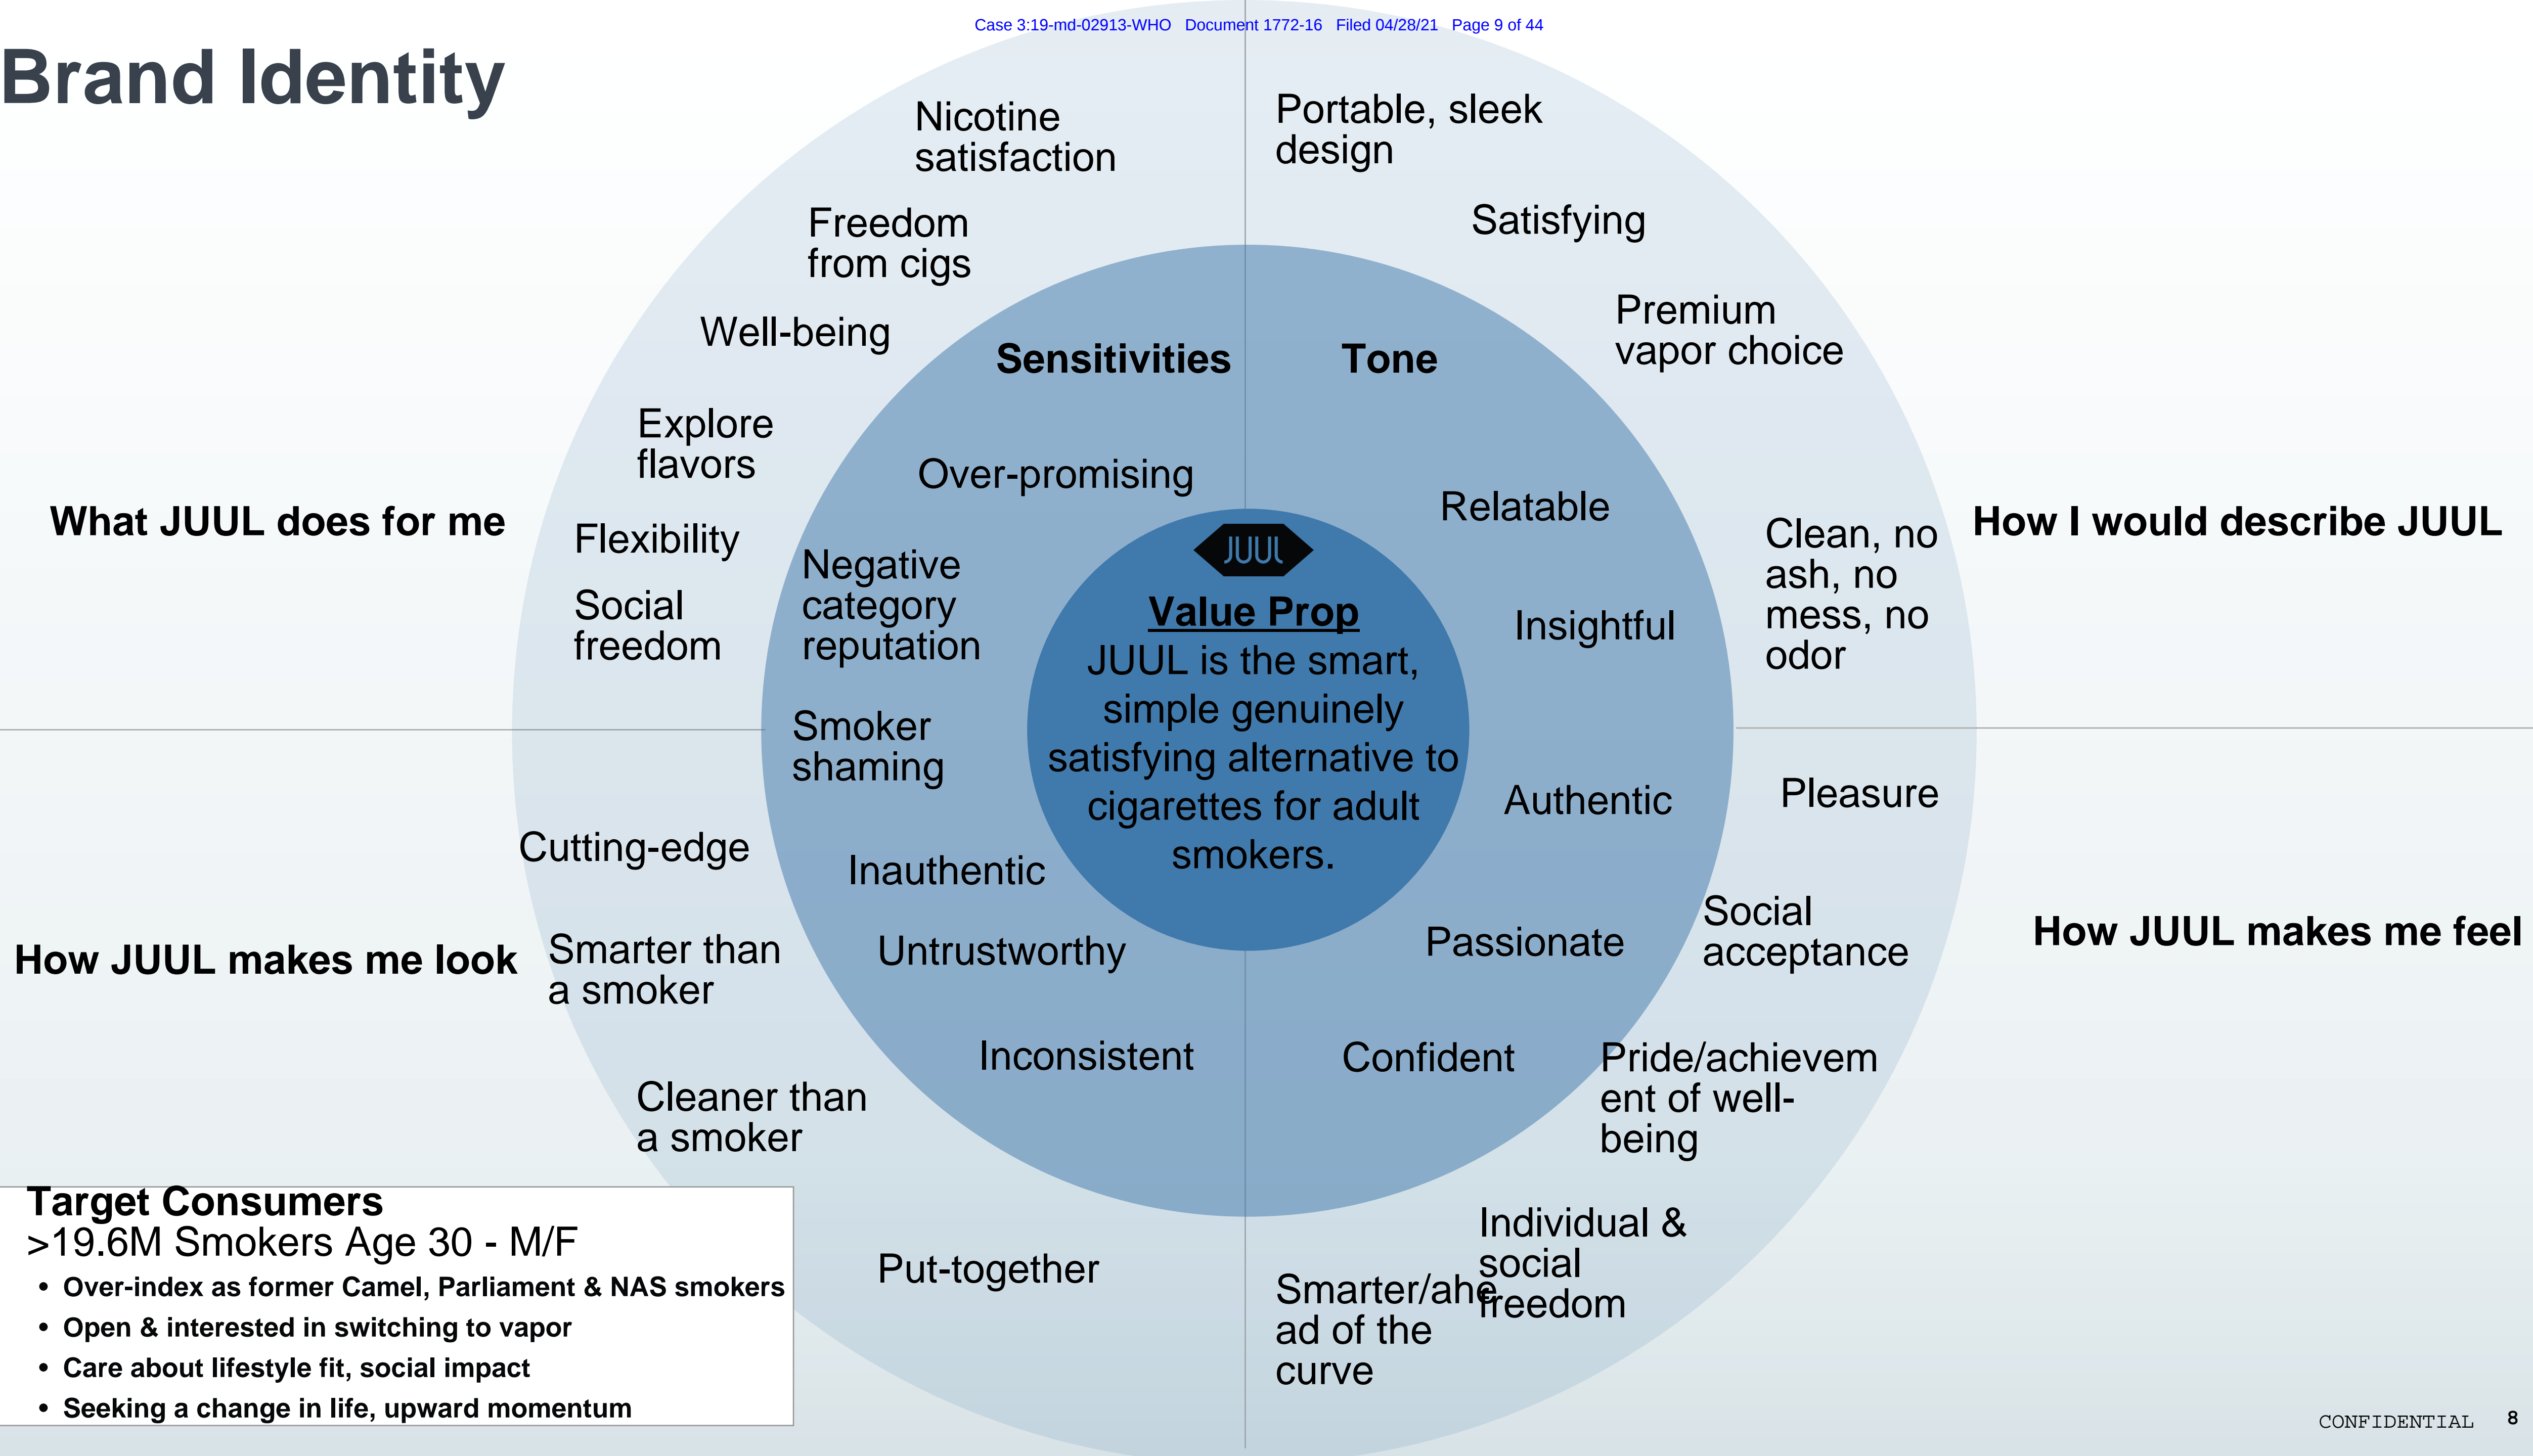 Case 3:19-md-02913-WHO Document 1772-16 Filed 04/28/21 Page 9 of 44
Brand Identity
What JUUL does for me
Nicotine
satisfaction
Freedom
from cigs
Well-being
Explore
flavors
Flexibility
Social
freedom
How I would describe JUUL
Portable, sleek
design
Satisfying
Premium
vapor choice
Clean, no
ash, no
mess, no
odor
Sensitivities
Over-promising
Negative
category
reputation
Smoker
shaming
Inauthentic
Untrustworthy
Inconsistent
Tone
Relatable
Insightful
Authentic
Passionate
Confident
JUUL
Value Prop
JUUL is the smart,
simple genuinely
satisfying alternative to
cigarettes for adult
smokers.
How JUUL makes me look
Cutting-edge
Smarter than
a smoker
Cleaner than
a smoker
Put-together
How JUUL makes me feel
Pleasure
Social
acceptance
Pride/achievem
ent of well-
being
Individual &
social
freedom
Smarter/ahe
ad of the
curve
Target Consumers
>19.6M Smokers Age 30 - M/F
• Over-index as former Camel, Parliament & NAS smokers
• Open & interested in switching to vapor
• Care about lifestyle fit, social impact
• Seeking a change in life, upward momentum
CONFIDENTIAL 8